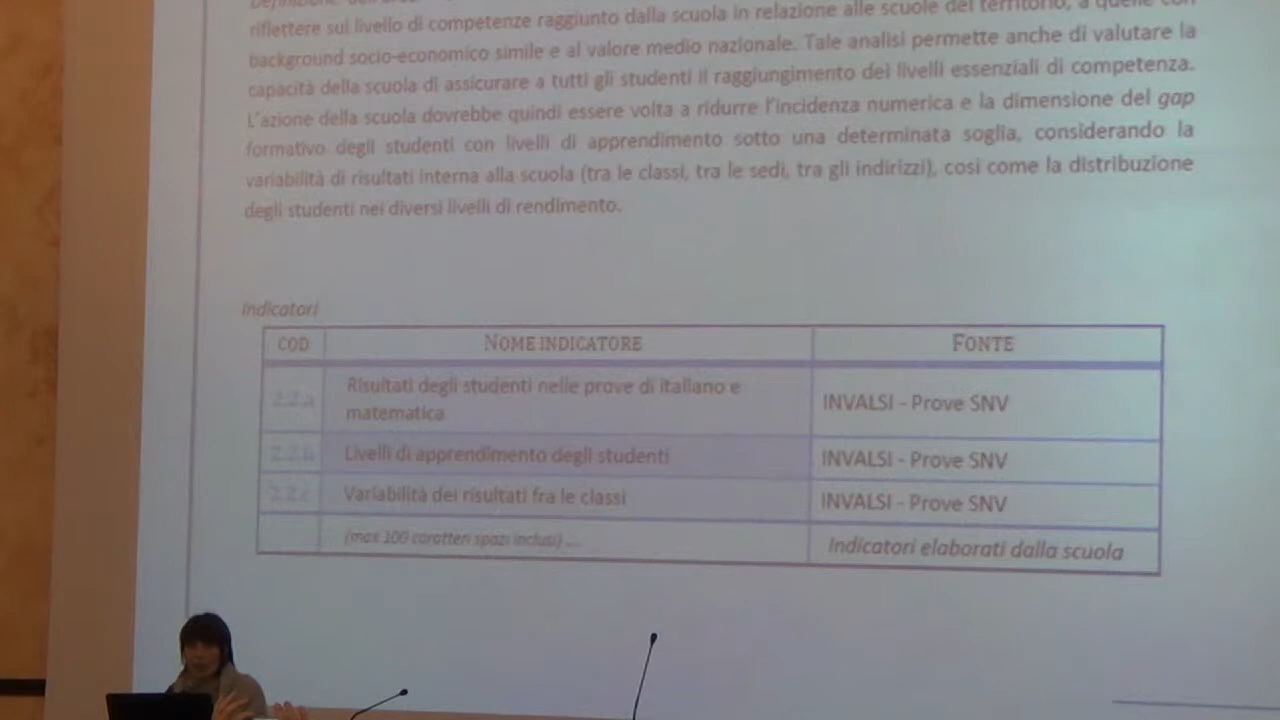 riflettere sul livello di competenze raggiunto dalla scuola in relazione alle scuole del territorio, a quelle con
background socio-economico simile e al valore medio nazionale. Tale analisi permette anche di valutare la
capacità della scuola di assicurare a tutti gli studenti il raggiungimento dei livelli essenziali di competenza.
L'azione della scuola dovrebbe quindi essere volta a ridurre l'incidenza numerica e la dimensione del gap
formativo degli studenti con livelli di apprendimento sotto una determinata soglia, considerando la
variabilità di risultati interna alla scuola (tra le classi, tra le sedi, tra gli indirizzi), così come la distribuzione
degli studenti nei diversi livelli di rendimento.
Indicatori
COD NOME INDICATORE FONTE
2.2.a Risultati degli studenti nelle prove di italiano e
matematica INVALSI - Prove SNV
2.2.b Livelli di apprendimento degli studenti INVALSI - Prove SNV
2.2.c Variabilità dei risultati fra le classi INVALSI - Prove SNV
(max 100 caratteri spazi inclusi) ... Indicatori elaborati dalla scuola